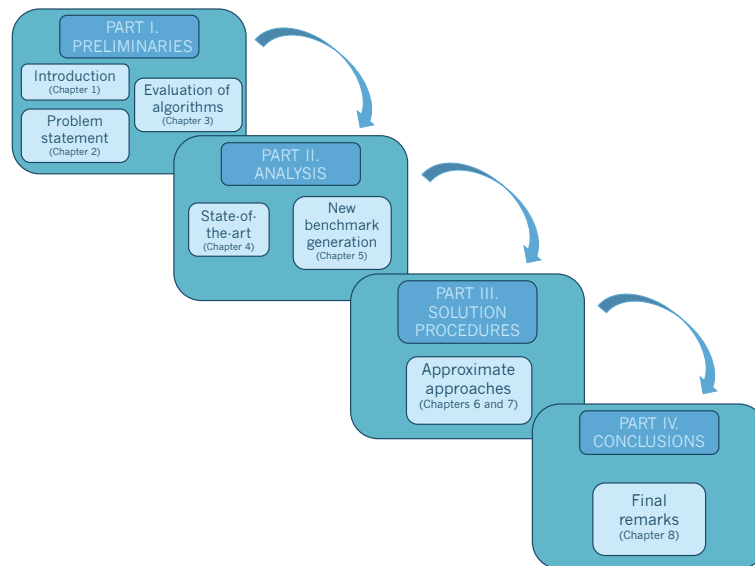 PART I.
PRELIMINARIES
Introduction
(Chapter 1)
Problem
statement
(Chapter 2)
Evaluation of
algorithms
(Chapter 3)
PART II.
ANALYSIS
State-of-
the-art
(Chapter 4)
New
benchmark
generation
(Chapter 5)
PART III.
SOLUTION
PROCEDURES
Approximate
approaches
(Chapters 6 and 7)
PART IV.
CONCLUSIONS
Final
remarks
(Chapter 8)